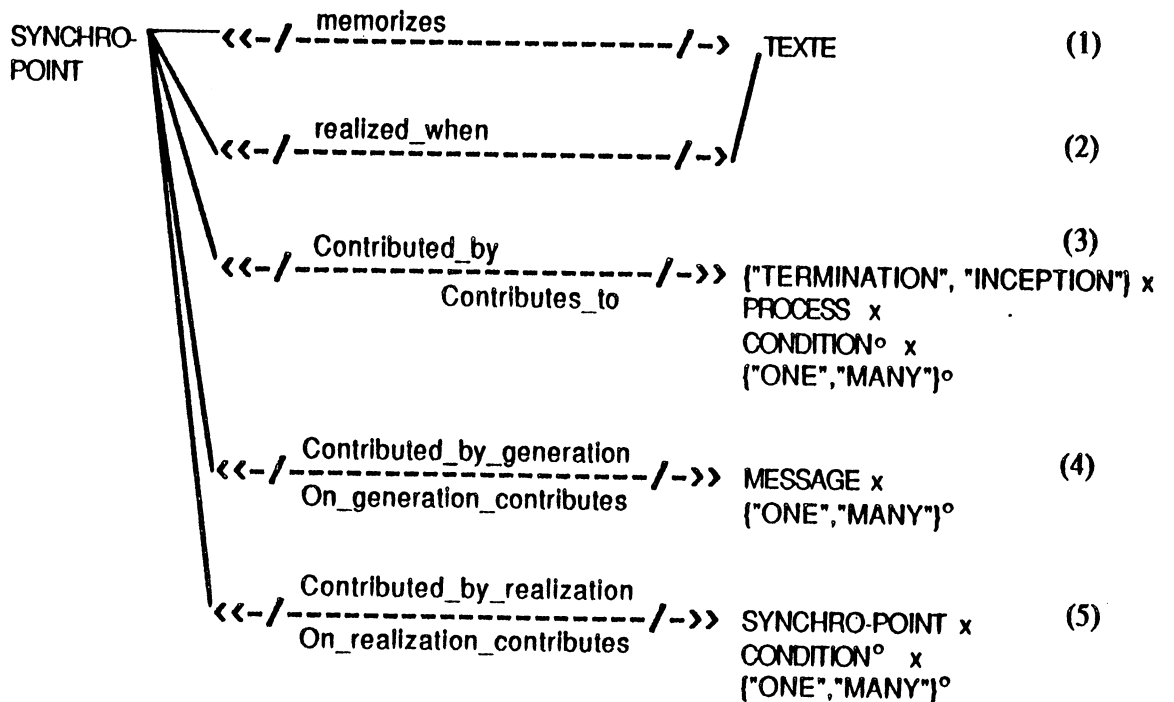 SYNCHRO-
POINT
<<-/--------------------/-> TEXTE (1)
memorizes
realized_when
<<-/--------------------/-> (2)
Contributed_by (3)
<<-/--------------------/->> {"TERMINATION", "INCEPTION"} x
Contributes_to
PROCESS x
CONDITION° x
{"ONE","MANY"}°
Contributed_by_generation
<<-/--------------------/->> MESSAGE x (4)
On_generation_contributes
{"ONE","MANY"}°
Contributed_by_realization
<<-/--------------------/->> SYNCHRO-POINT x (5)
On_realization_contributes
CONDITION° x
{"ONE","MANY"}°